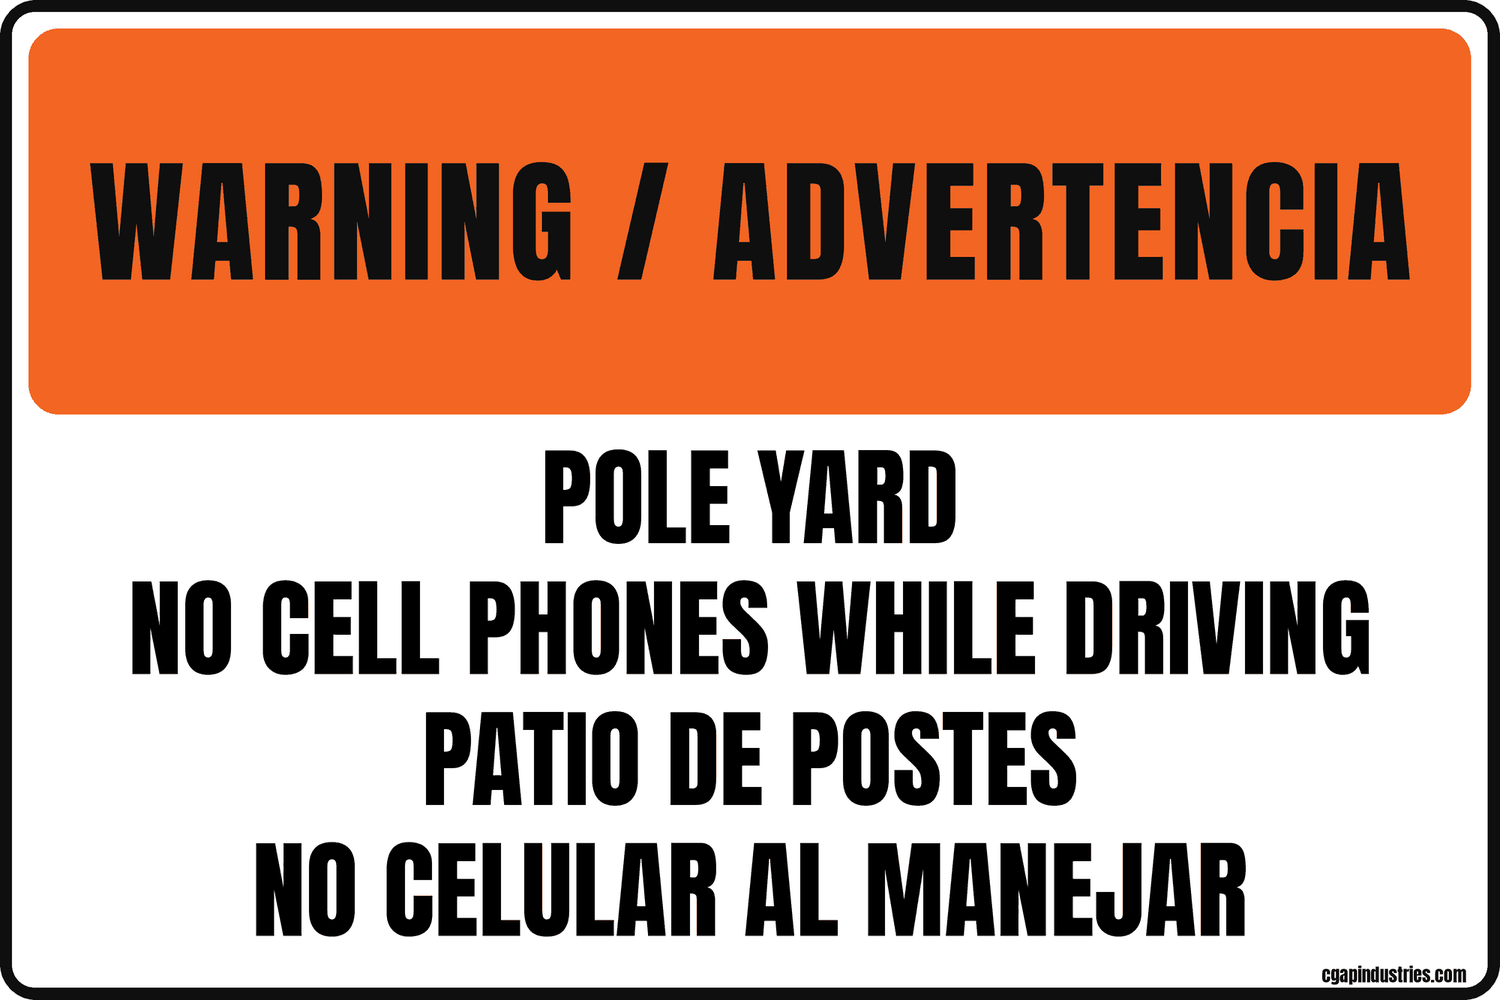 WARNING / ADVERTENCIA
POLE YARD
NO CELL PHONES WHILE DRIVING
PATIO DE POSTES
NO CELULAR AL MANEJAR
cgapindustries.com